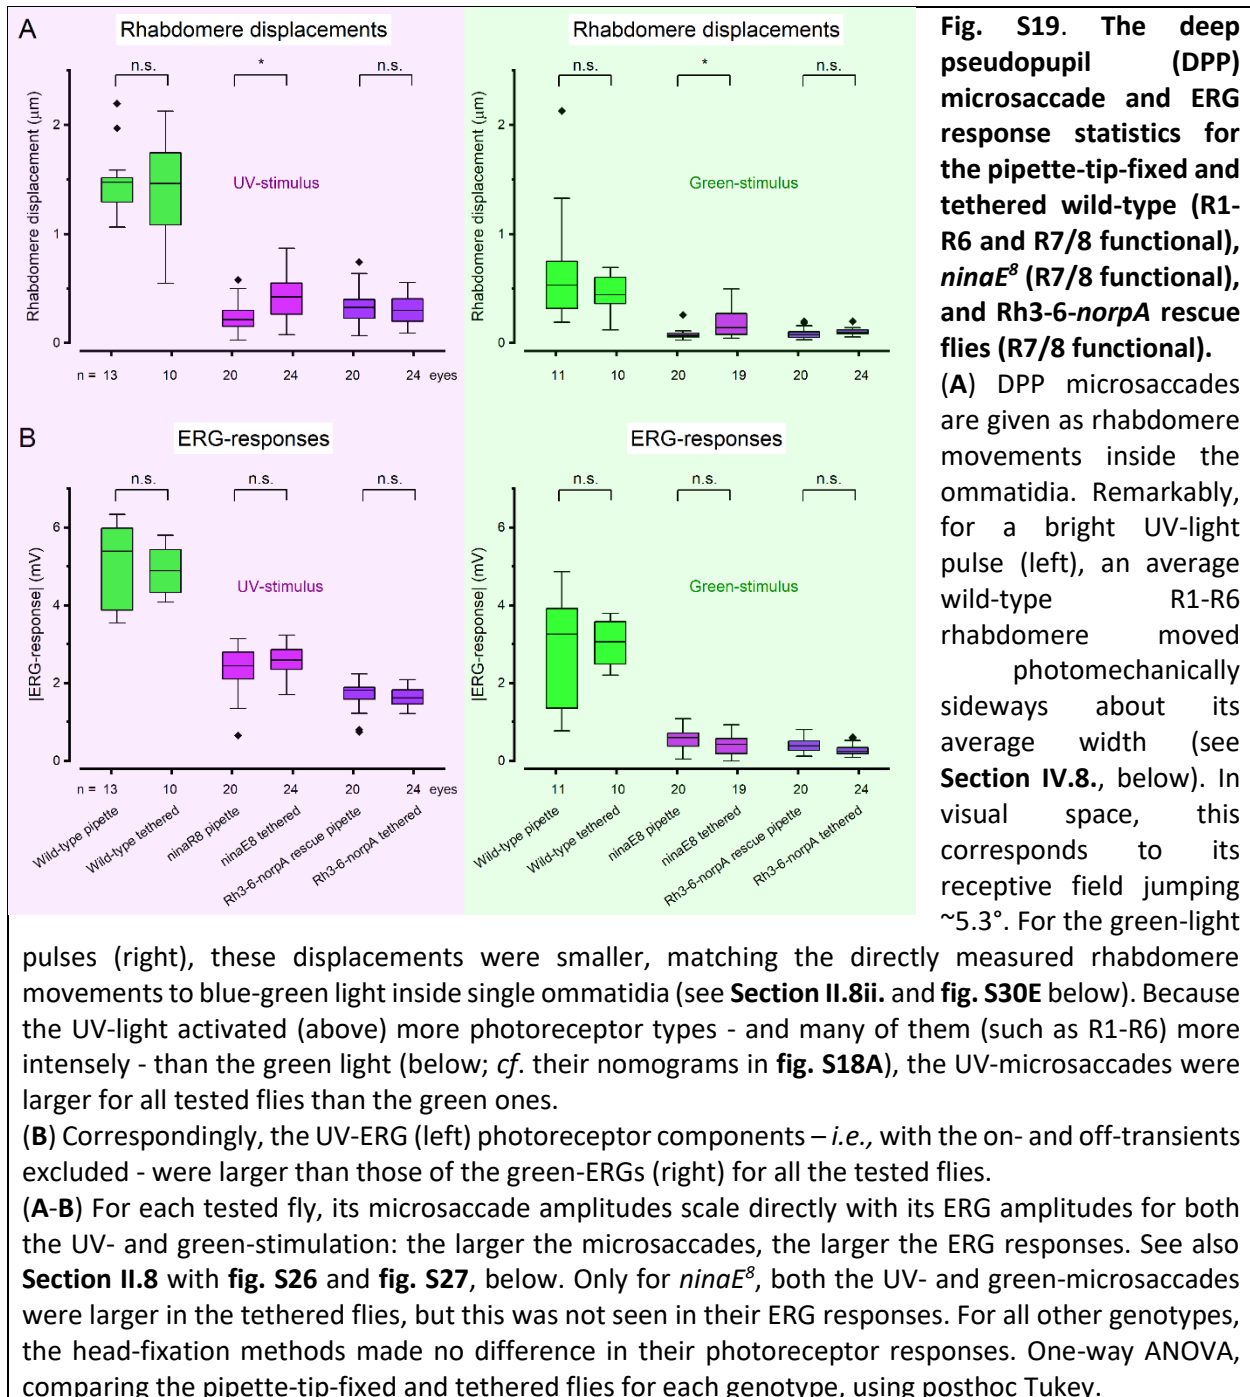 A
Rhabdomere displacements
Rhabdomere displacements
n.s.
*
n.s.
n.s.
*
n.s.
Rhabdomere displacement (μm)
2
1
0
UV-stimulus
Rhabdomere displacement (μm)
2
1
0
Green-stimulus
n = 13 10 20 24 20 24 eyes
11 10 20 19 20 24
B
ERG-responses
ERG-responses
n.s.
n.s.
n.s.
n.s.
n.s.
n.s.
|ERG-response| (mV)
6
4
2
0
UV-stimulus
|ERG-response| (mV)
6
4
2
0
Green-stimulus
n = 13 10 20 24 20 24 eyes
11 10 20 19 20 24
Wild-type pipette
Wild-type tethered
ninaR8 pipette
ninaE8 tethered
Rh3-6-norpA rescue pipette
Rh3-6-norpA tethered
Wild-type pipette
Wild-type tethered
ninaE8 pipette
ninaE8 tethered
Rh3-6-norpA rescue pipette
Rh3-6-norpA tethered
Fig. S19. The deep
pseudopupil (DPP)
microsaccade and ERG
response statistics for
the pipette-tip-fixed and
tethered wild-type (R1-
R6 and R7/8 functional),
ninaE⁸ (R7/8 functional),
and Rh3-6-norpA rescue
flies (R7/8 functional).
(A) DPP microsaccades
are given as rhabdomere
movements inside the
ommatidia. Remarkably,
for a bright UV-light
pulse (left), an average
wild-type R1-R6
rhabdomere moved
photomechanically
sideways about its
average width (see
Section IV.8., below). In
visual space, this
corresponds to its
receptive field jumping
~5.3°. For the green-light
pulses (right), these displacements were smaller, matching the directly measured rhabdomere
movements to blue-green light inside single ommatidia (see Section II.8ii. and fig. S30E below). Because
the UV-light activated (above) more photoreceptor types - and many of them (such as R1-R6) more
intensely - than the green light (below; cf. their nomograms in fig. S18A), the UV-microsaccades were
larger for all tested flies than the green ones.
(B) Correspondingly, the UV-ERG (left) photoreceptor components – i.e., with the on- and off-transients
excluded - were larger than those of the green-ERGs (right) for all the tested flies.
(A-B) For each tested fly, its microsaccade amplitudes scale directly with its ERG amplitudes for both
the UV- and green-stimulation: the larger the microsaccades, the larger the ERG responses. See also
Section II.8 with fig. S26 and fig. S27, below. Only for ninaE⁸, both the UV- and green-microsaccades
were larger in the tethered flies, but this was not seen in their ERG responses. For all other genotypes,
the head-fixation methods made no difference in their photoreceptor responses. One-way ANOVA,
comparing the pipette-tip-fixed and tethered flies for each genotype, using posthoc Tukey.